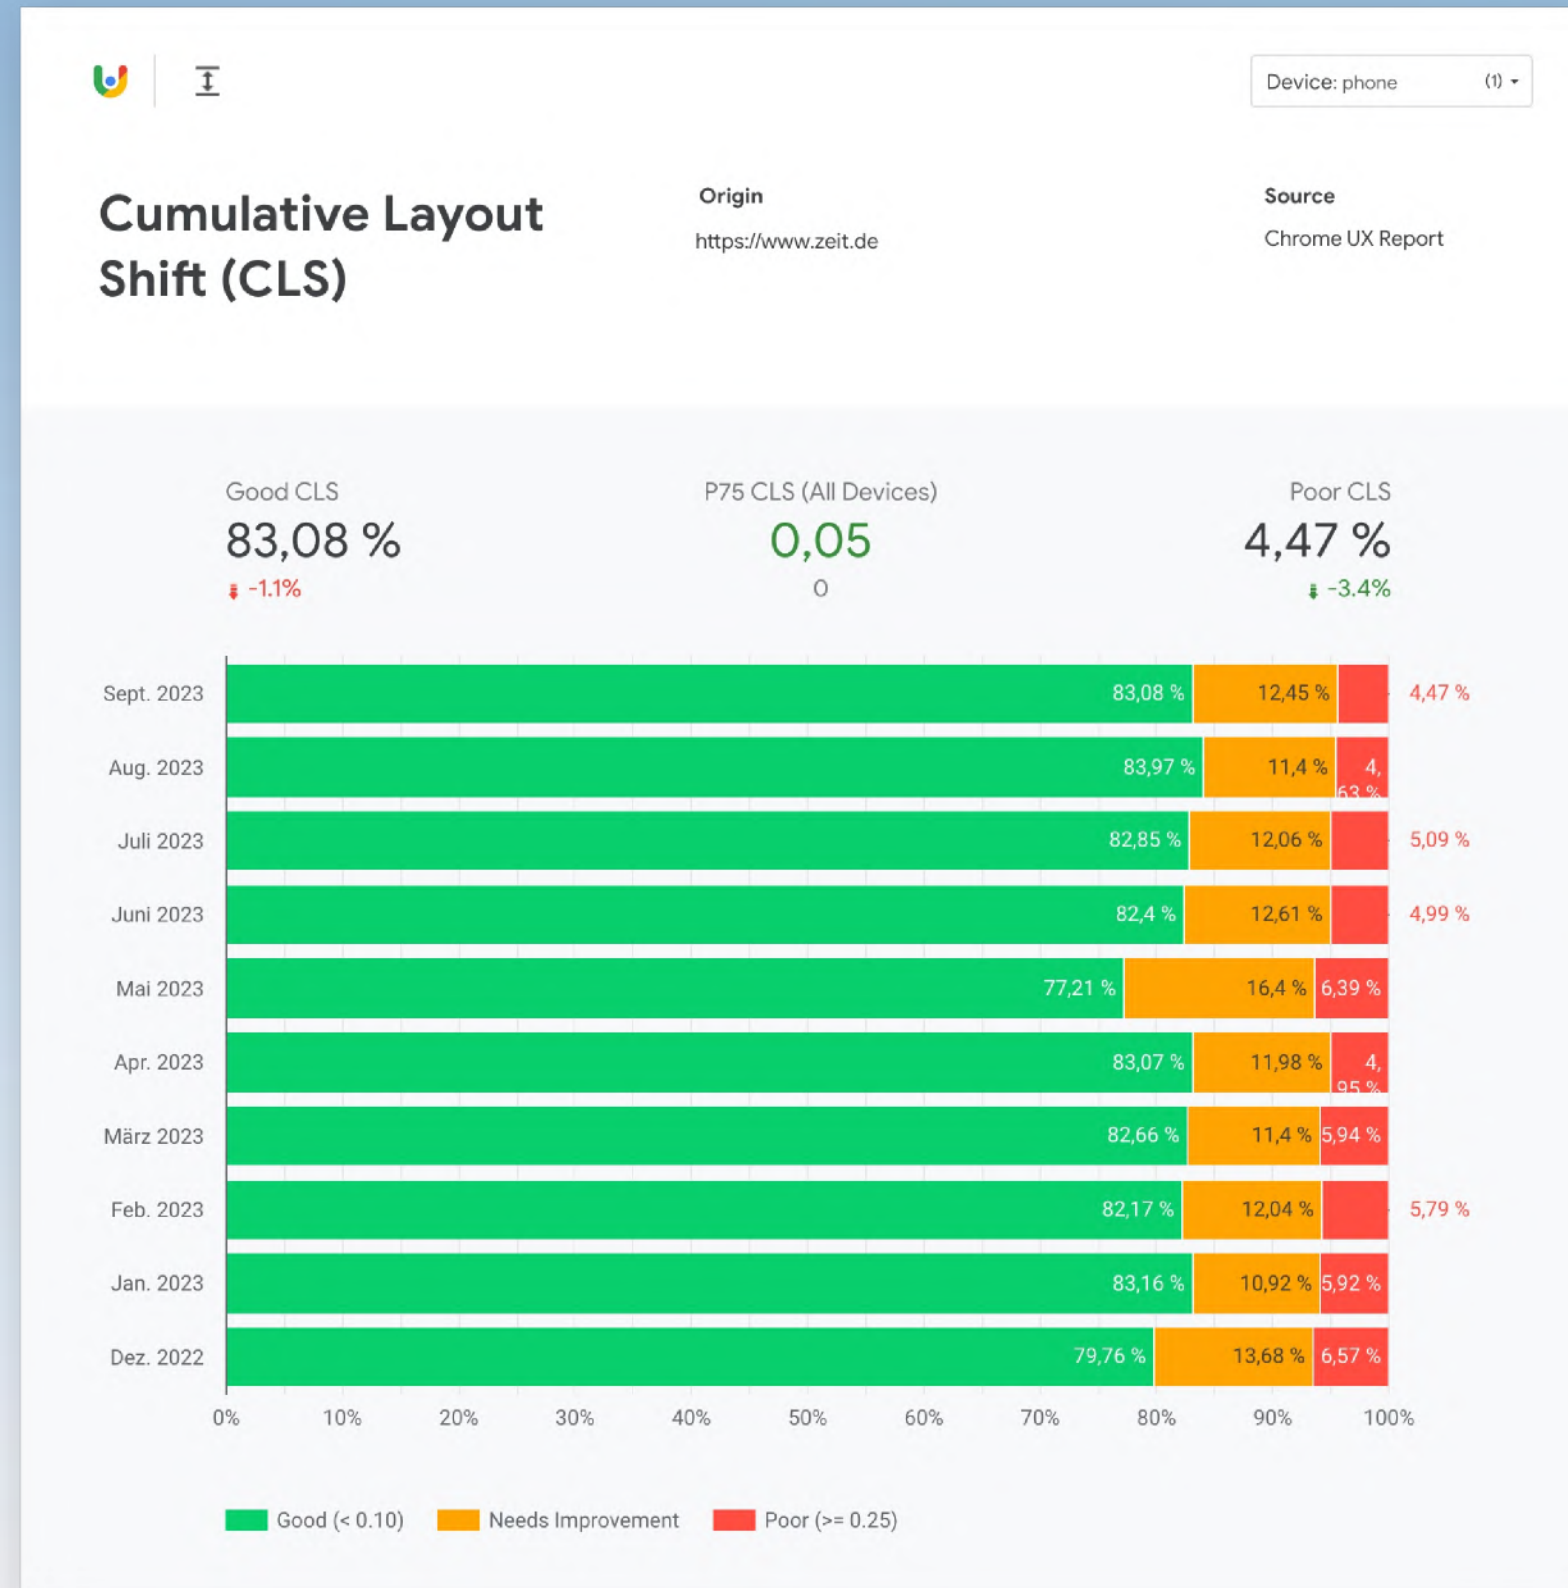 Device: phone (1)
Cumulative Layout
Shift (CLS)
Origin
https://www.zeit.de
Source
Chrome UX Report
Good CLS
83,08 %
-1.1%
P75 CLS (All Devices)
0,05
0
Poor CLS
4,47 %
-3.4%
Sept. 2023 83,08 % 12,45 % 4,47 %
Aug. 2023 83,97 % 11,4 % 4,
63 %
Juli 2023 82,85 % 12,06 % 5,09 %
Juni 2023 82,4 % 12,61 % 4,99 %
Mai 2023 77,21 % 16,4 % 6,39 %
Apr. 2023 83,07 % 11,98 % 4,
95 %
März 2023 82,66 % 11,4 % 5,94 %
Feb. 2023 82,17 % 12,04 % 5,79 %
Jan. 2023 83,16 % 10,92 % 5,92 %
Dez. 2022 79,76 % 13,68 % 6,57 %
0% 10% 20% 30% 40% 50% 60% 70% 80% 90% 100%
Good (< 0.10) Needs Improvement Poor (>= 0.25)